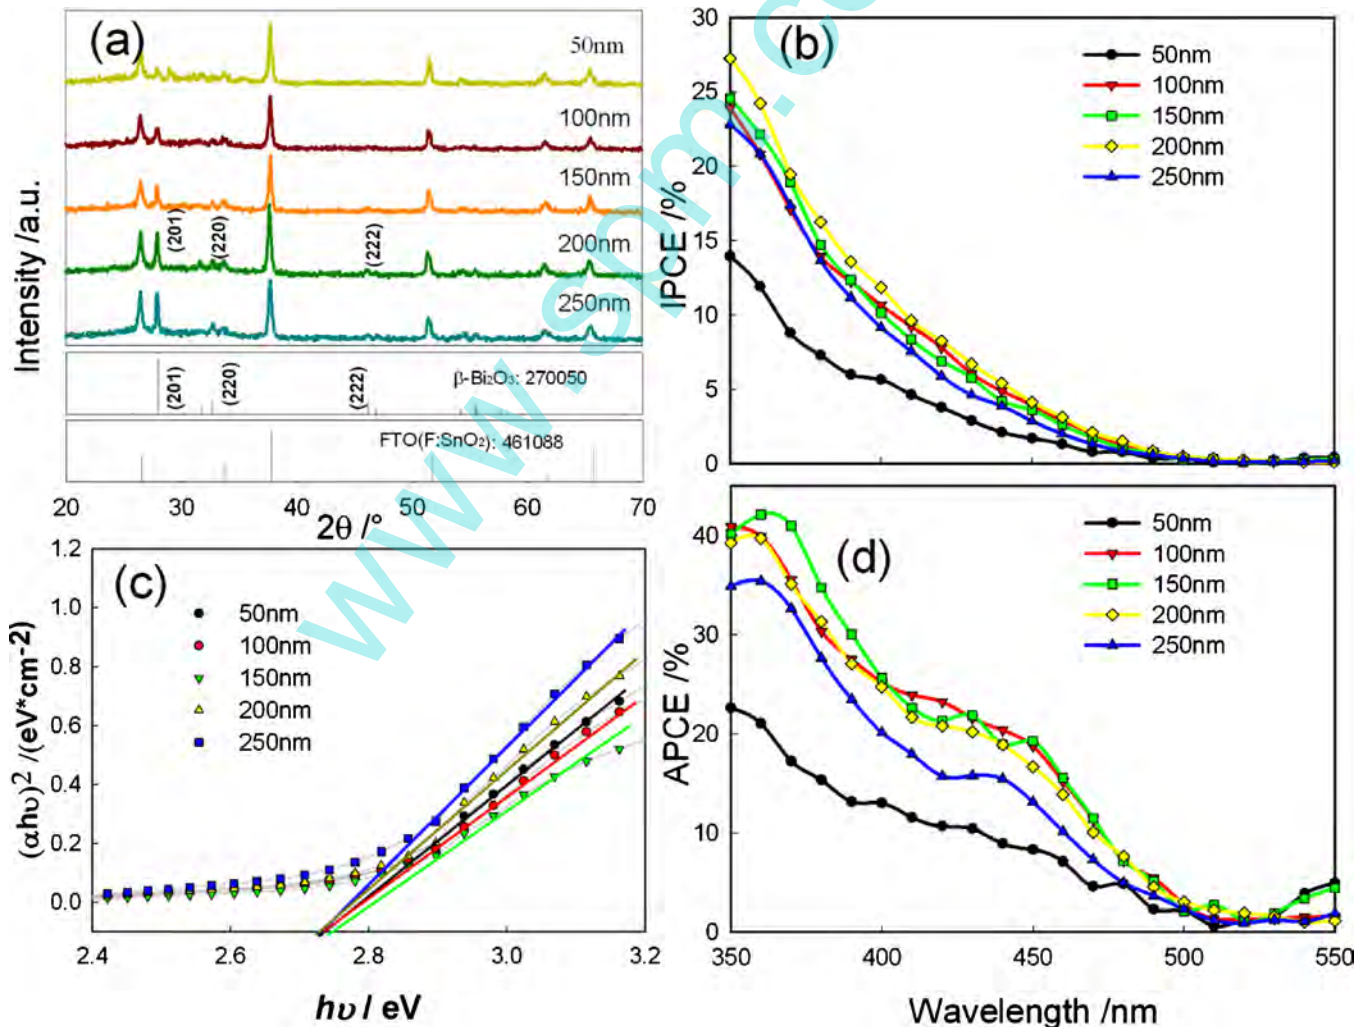 (a)
50nm
100nm
150nm
(201)
(220)
(222)
200nm
250nm
(201)
(220)
(222)
β-Bi₂O₃: 270050
FTO(F:SnO₂): 461088
Intensity /a.u.
20 30 40 50 60 70
2θ /°
(b)
50nm
100nm
150nm
200nm
250nm
IPCE /%
30
25
20
15
10
5
0
(c)
50nm
100nm
150nm
200nm
250nm
(αhυ)² /(eV*cm⁻²)
1.2
1.0
0.8
0.6
0.4
0.2
0.0
2.4 2.6 2.8 3.0 3.2
hυ / eV
(d)
50nm
100nm
150nm
200nm
250nm
APCE /%
40
30
20
10
0
350 400 450 500 550
Wavelength /nm